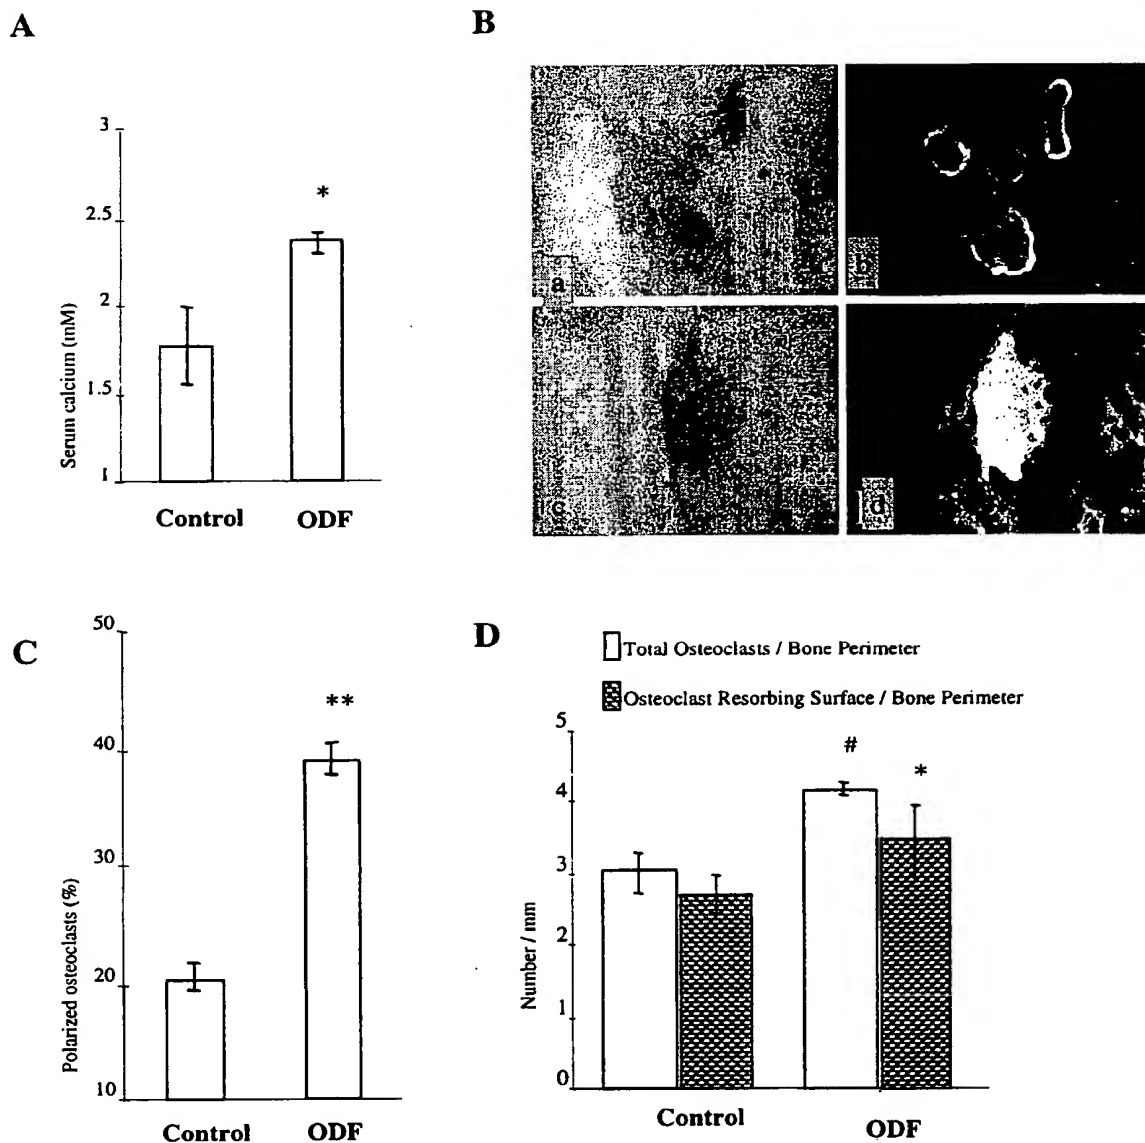 A
3
2.5
2
1.5
1
Serum calcium (mM)
*
Control
ODF
B
a
b
c
d
C
50
40
30
20
10
Polarized osteoclasts (%)
**
Control
ODF
D
Total Osteoclasts / Bone Perimeter
Osteoclast Resorbing Surface / Bone Perimeter
5
4
3
2
1
0
Number / mm
#
*
Control
ODF